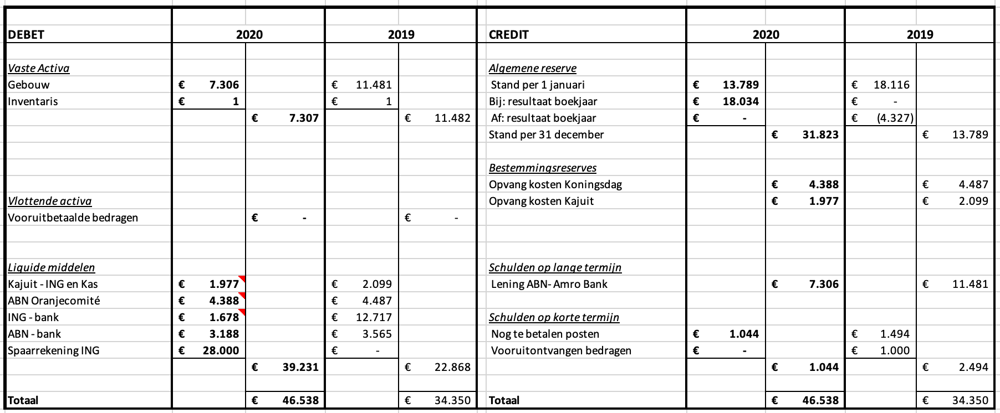 DEBET 2020 2019 CREDIT 2020 2019
Vaste Activa Algemene reserve
Gebouw € 7.306 € 11.481 Stand per 1 januari € 13.789 € 18.116
Inventaris € 1 € 1 Bij: resultaat boekjaar € 18.034 € -
€ 7.307 € 11.482 Af: resultaat boekjaar € - € (4.327)
Stand per 31 december € 31.823 € 13.789
Bestemmingsreserves
Opvang kosten Koningsdag € 4.388 € 4.487
Vlottende activa Opvang kosten Kajuit € 1.977 € 2.099
Vooruitbetaalde bedragen € - € -
Liquide middelen Schulden op lange termijn
Kajuit - ING en Kas € 1.977 € 2.099 Lening ABN- Amro Bank € 7.306 € 11.481
ABN Oranjecomité € 4.388 € 4.487
ING - bank € 1.678 € 12.717 Schulden op korte termijn
ABN - bank € 3.188 € 3.565 Nog te betalen posten € 1.044 € 1.494
Spaarrekening ING € 28.000 € - Vooruitontvangen bedragen € - € 1.000
€ 39.231 € 22.868 € 1.044 € 2.494
Totaal € 46.538 € 34.350 Totaal € 46.538 € 34.350